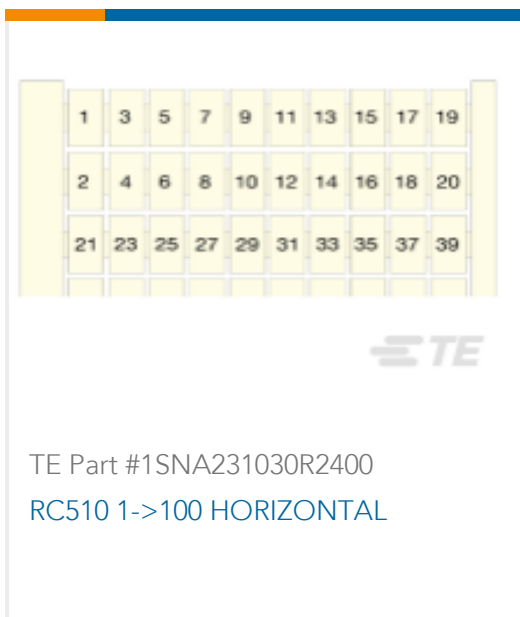 1 3 5 7 9 11 13 15 17 19
2 4 6 8 10 12 14 16 18 20
21 23 25 27 29 31 33 35 37 39
TE
TE Part #1SNA231030R2400
RC510 1->100 HORIZONTAL